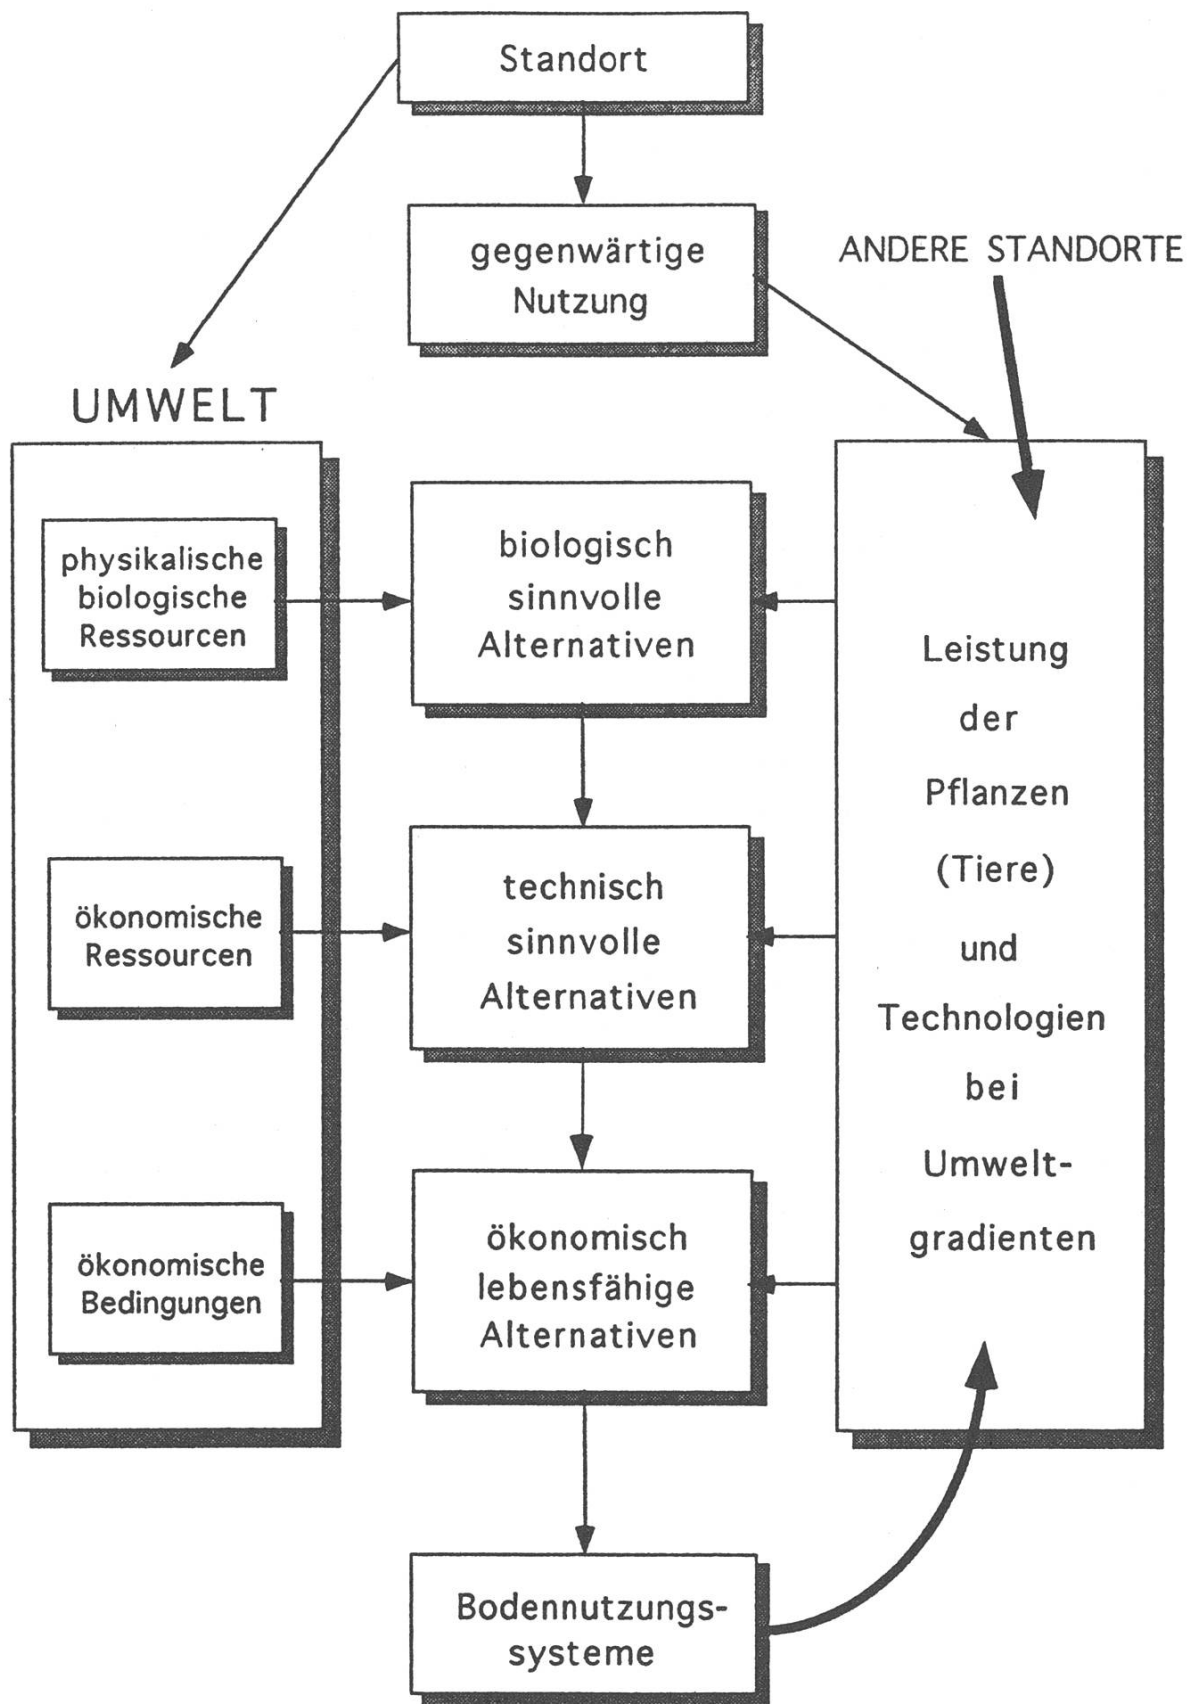 Standort
gegenwärtige
Nutzung
ANDERE STANDORTE
UMWELT
physikalische
biologische
Ressourcen
biologisch
sinnvolle
Alternativen
ökonomische
Ressourcen
technisch
sinnvolle
Alternativen
ökonomische
Bedingungen
ökonomisch
lebensfähige
Alternativen
Leistung
der
Pflanzen
(Tiere)
und
Technologien
bei
Umwelt-
gradienten
Bodennutzungs-
systeme